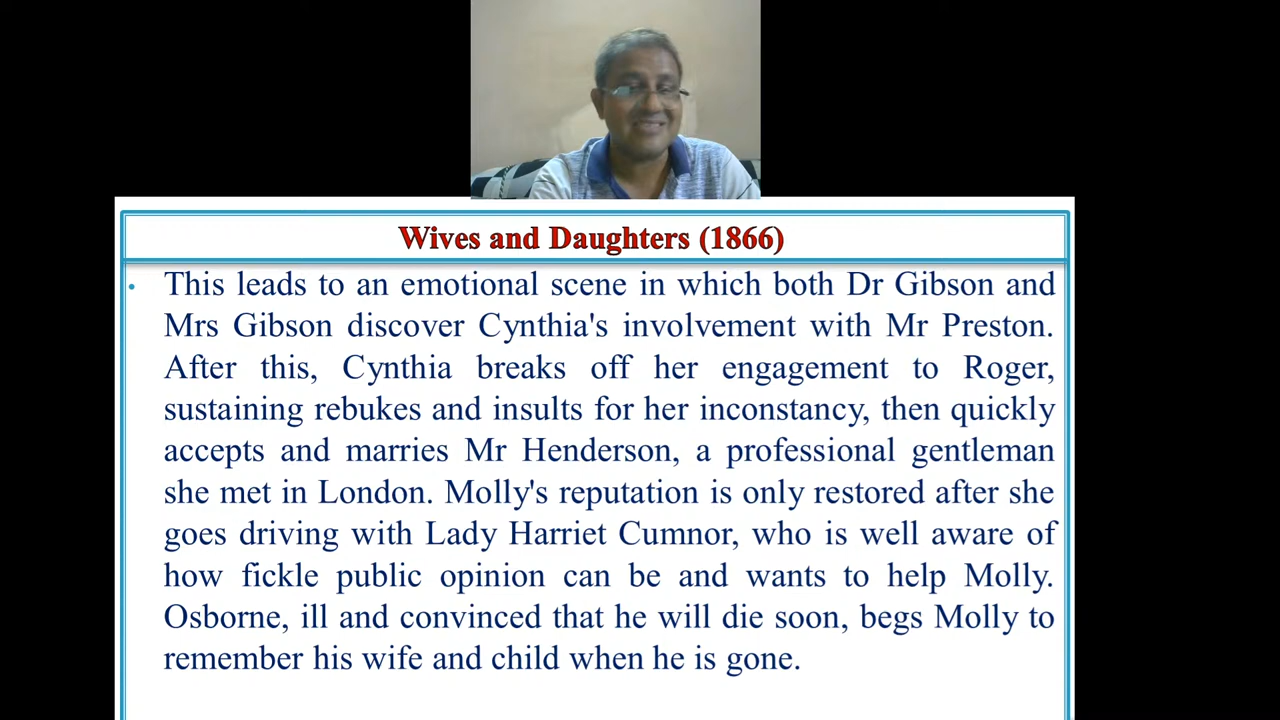 Wives and Daughters (1866)
• This leads to an emotional scene in which both Dr Gibson and
Mrs Gibson discover Cynthia's involvement with Mr Preston.
After this, Cynthia breaks off her engagement to Roger,
sustaining rebukes and insults for her inconstancy, then quickly
accepts and marries Mr Henderson, a professional gentleman
she met in London. Molly's reputation is only restored after she
goes driving with Lady Harriet Cumnor, who is well aware of
how fickle public opinion can be and wants to help Molly.
Osborne, ill and convinced that he will die soon, begs Molly to
remember his wife and child when he is gone.